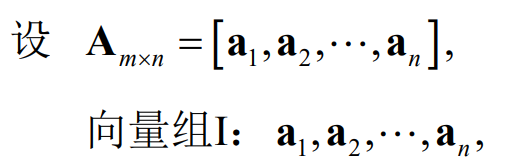 设 A_{m×n} = [a_1, a_2, ⋯, a_n],
向量组I： a_1, a_2, ⋯, a_n,